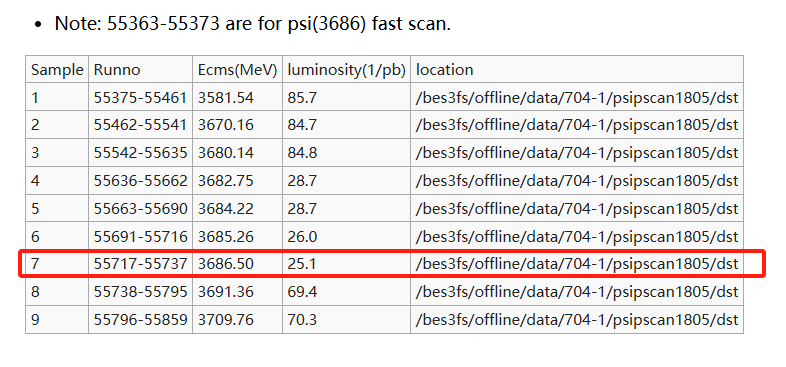 Note: 55363-55373 are for psi(3686) fast scan.
Sample Runno Ecms(MeV) luminosity(1/pb) location
1 55375-55461 3581.54 85.7 /bes3fs/offline/data/704-1/psipscan1805/dst
2 55462-55541 3670.16 84.7 /bes3fs/offline/data/704-1/psipscan1805/dst
3 55542-55635 3680.14 84.8 /bes3fs/offline/data/704-1/psipscan1805/dst
4 55636-55662 3682.75 28.7 /bes3fs/offline/data/704-1/psipscan1805/dst
5 55663-55690 3684.22 28.7 /bes3fs/offline/data/704-1/psipscan1805/dst
6 55691-55716 3685.26 26.0 /bes3fs/offline/data/704-1/psipscan1805/dst
7 55717-55737 3686.50 25.1 /bes3fs/offline/data/704-1/psipscan1805/dst
8 55738-55795 3691.36 69.4 /bes3fs/offline/data/704-1/psipscan1805/dst
9 55796-55859 3709.76 70.3 /bes3fs/offline/data/704-1/psipscan1805/dst